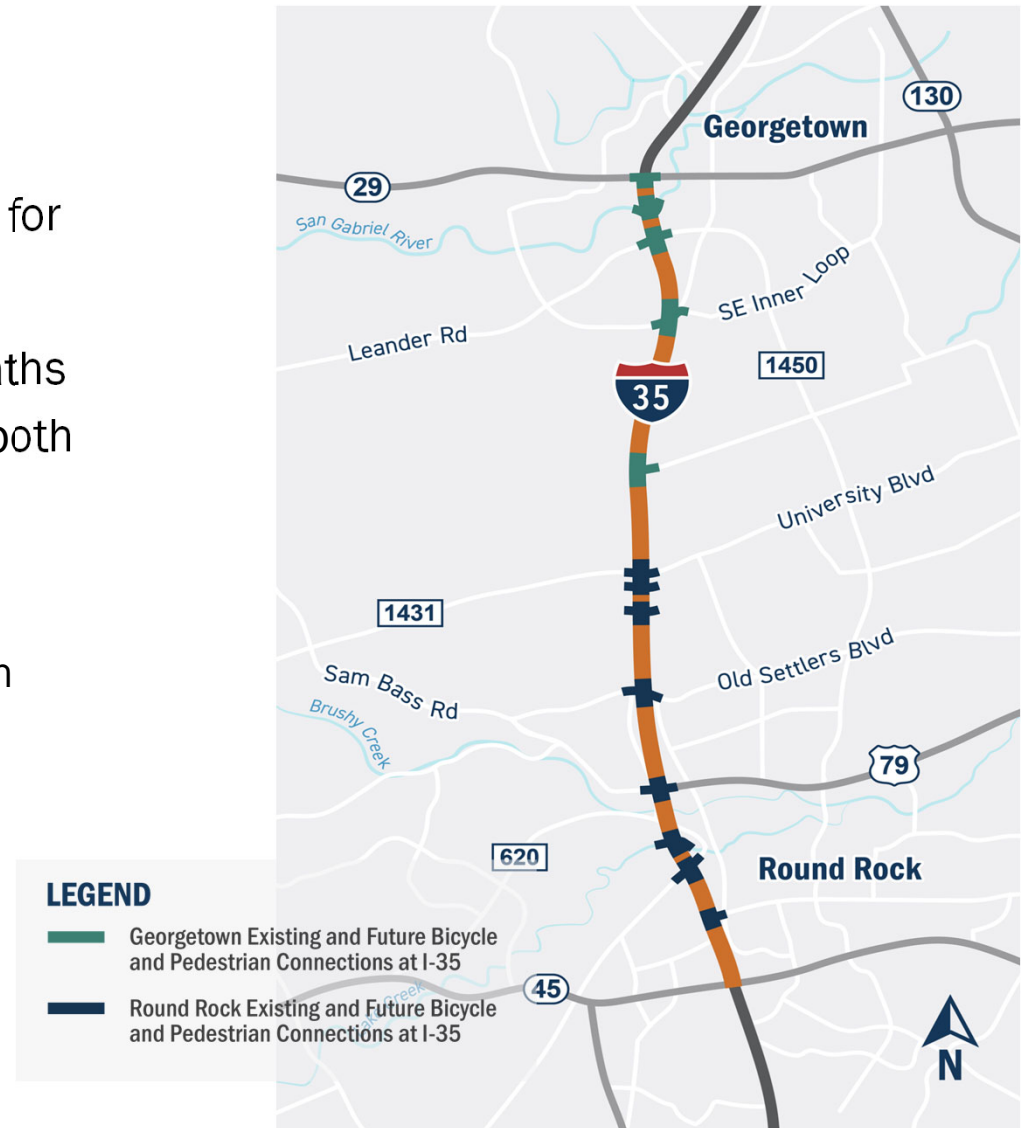 for
aths
both
n
130
Georgetown
29
San Gabriel River
SE Inner Loop
Leander Rd
1450
35
University Blvd
1431
Old Settlers Blvd
Sam Bass Rd
Brushy Creek
79
620
Round Rock
LEGEND
Georgetown Existing and Future Bicycle
and Pedestrian Connections at I-35
45
Round Rock Existing and Future Bicycle
and Pedestrian Connections at I-35
Lake Creek
N